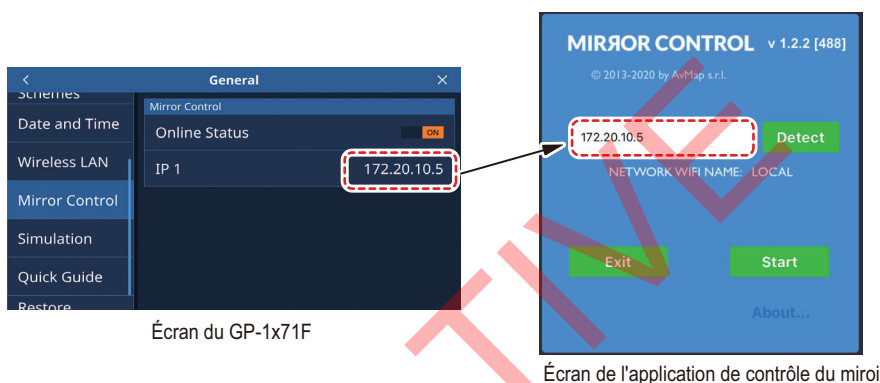 General
Schemes
Date and Time
Wireless LAN
Mirror Control
Simulation
Quick Guide
Restore
Mirror Control
Online Status ON
IP 1 172.20.10.5
Écran du GP-1x71F
MIRЯOR CONTROL v 1.2.2 [488]
© 2013-2020 by AvMap s.r.l.
172.20.10.5 Detect
NETWORK WIFI NAME: LOCAL
Exit Start
About...
Écran de l'application de contrôle du miroi
TIVE